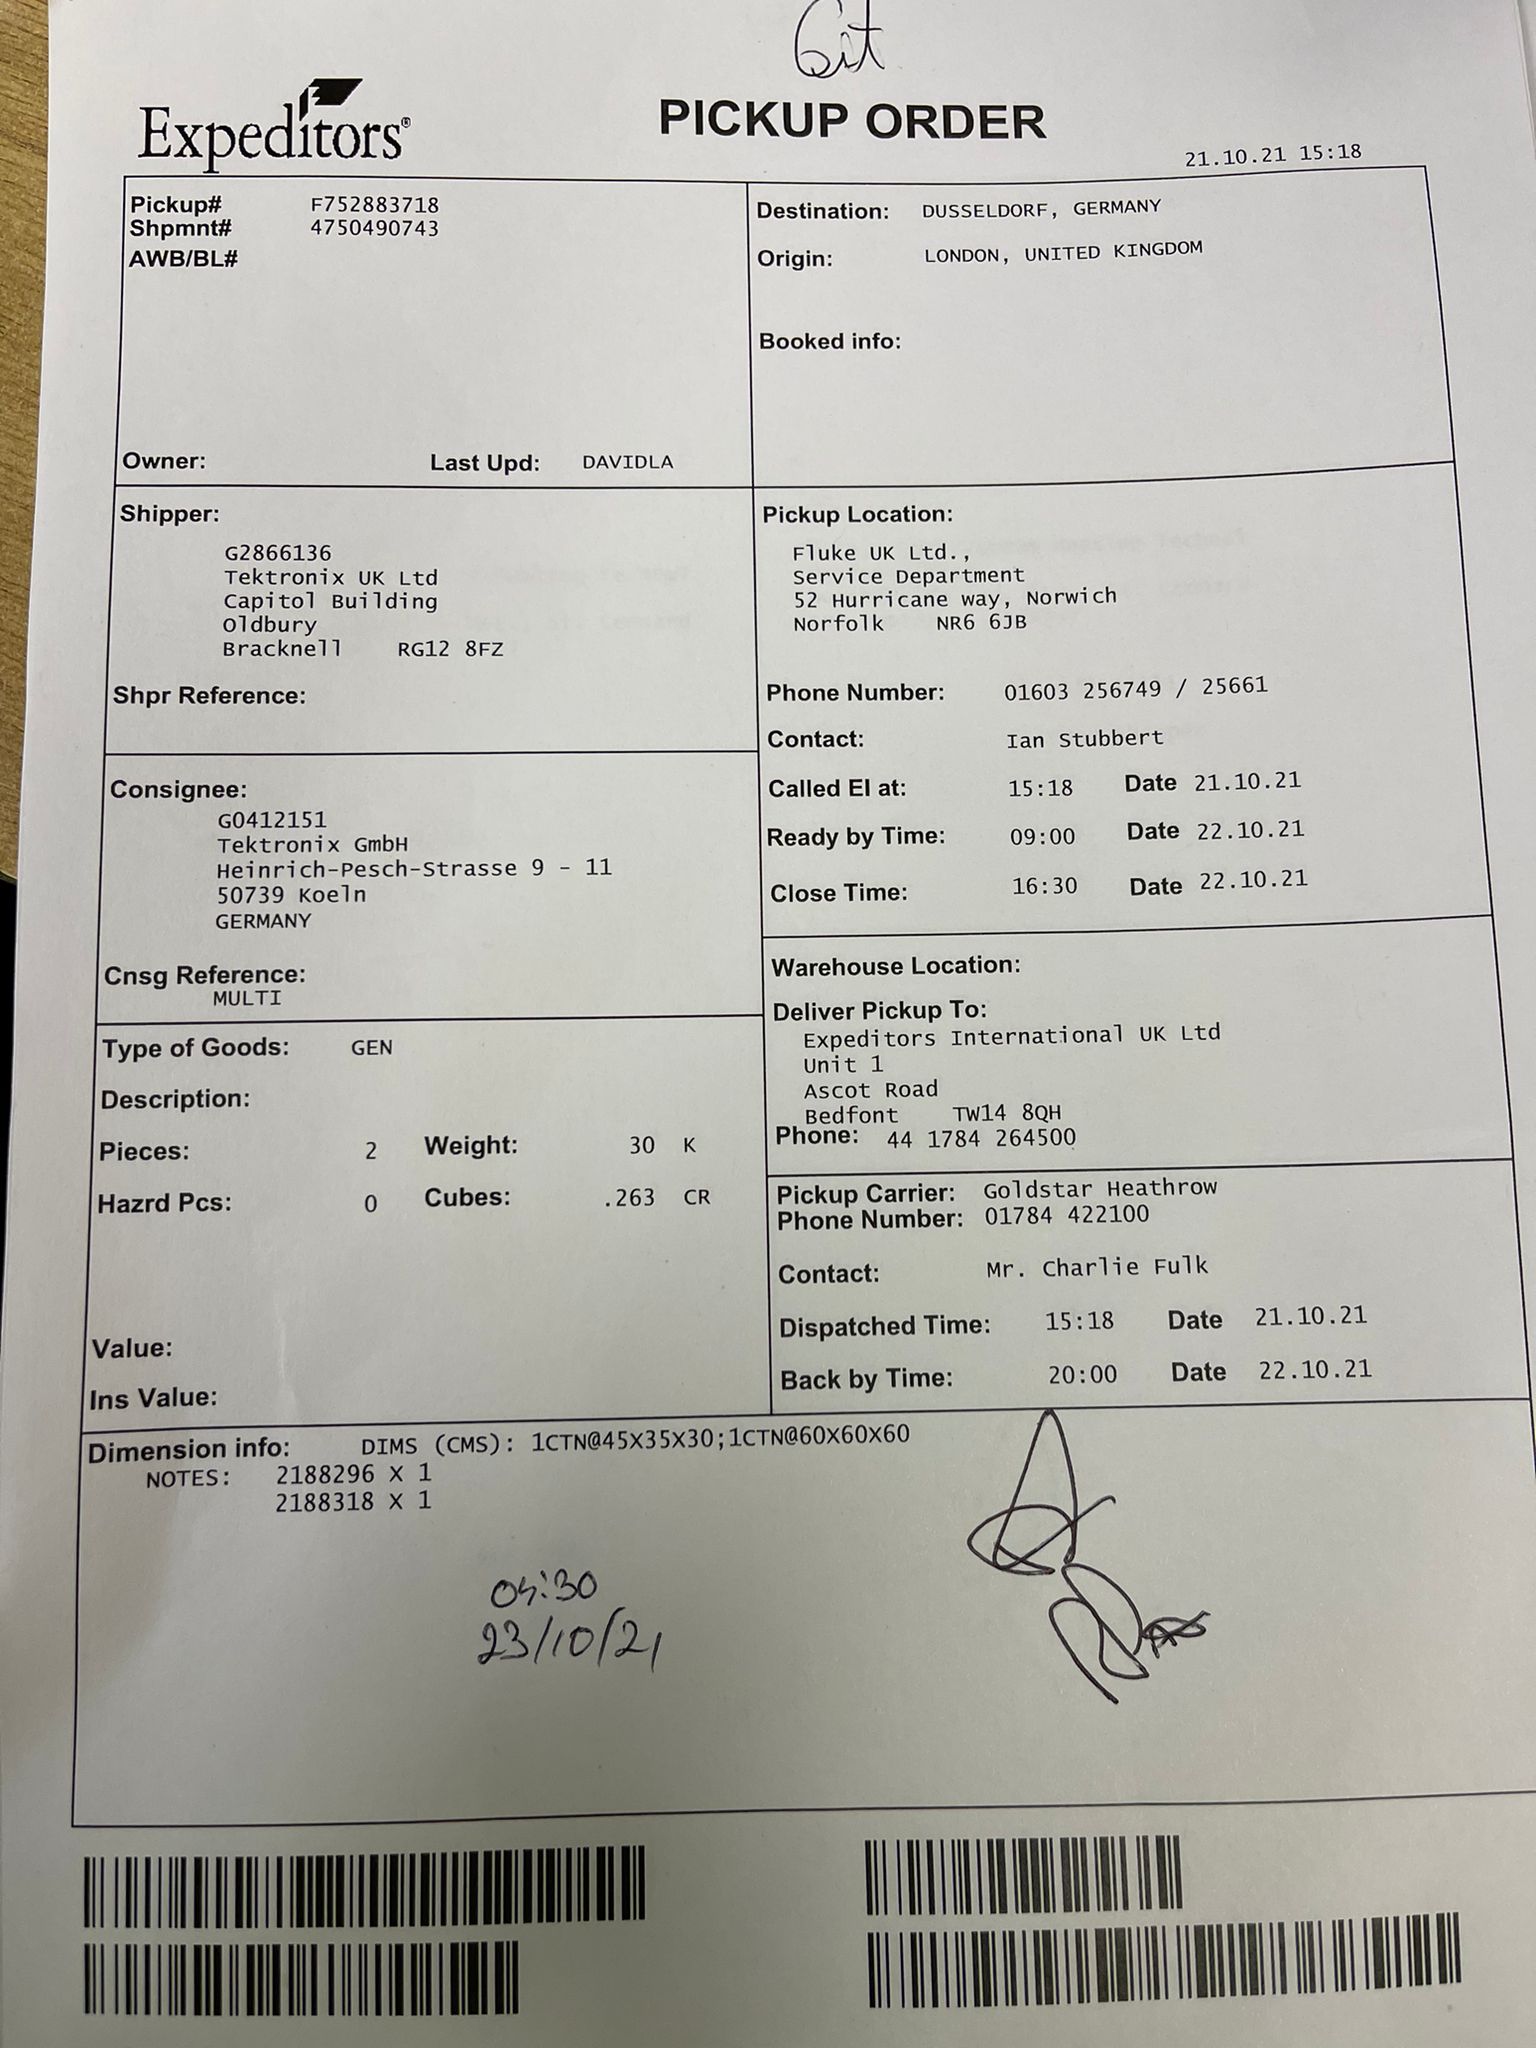 Git
Expeditors®
PICKUP ORDER
21.10.21 15:18
Pickup# F752883718
Shpmnt# 4750490743
AWB/BL#
Owner: Last Upd: DAVIDLA
Destination: DUSSELDORF, GERMANY
Origin: LONDON, UNITED KINGDOM
Booked info:
Shipper:
G2866136
Tektronix UK Ltd
Capitol Building
Oldbury
Bracknell RG12 8FZ
Shpr Reference:
Consignee:
G0412151
Tektronix GmbH
Heinrich-Pesch-Strasse 9 - 11
50739 Koeln
GERMANY
Cnsg Reference:
MULTI
Type of Goods: GEN
Description:
Pieces: 2 Weight: 30 K
Hazrd Pcs: 0 Cubes: .263 CR
Value:
Ins Value:
Pickup Location:
Fluke UK Ltd.,
Service Department
52 Hurricane way, Norwich
Norfolk NR6 6JB
Phone Number: 01603 256749 / 25661
Contact: Ian Stubbert
Called EI at: 15:18 Date 21.10.21
Ready by Time: 09:00 Date 22.10.21
Close Time: 16:30 Date 22.10.21
Warehouse Location:
Deliver Pickup To:
Expeditors International UK Ltd
Unit 1
Ascot Road
Bedfont TW14 8QH
Phone: 44 1784 264500
Pickup Carrier: Goldstar Heathrow
Phone Number: 01784 422100
Contact: Mr. Charlie Fulk
Dispatched Time: 15:18 Date 21.10.21
Back by Time: 20:00 Date 22.10.21
Dimension info: DIMS (CMS): 1CTN@45X35X30;1CTN@60X60X60
NOTES: 2188296 X 1
2188318 X 1
23/10/21